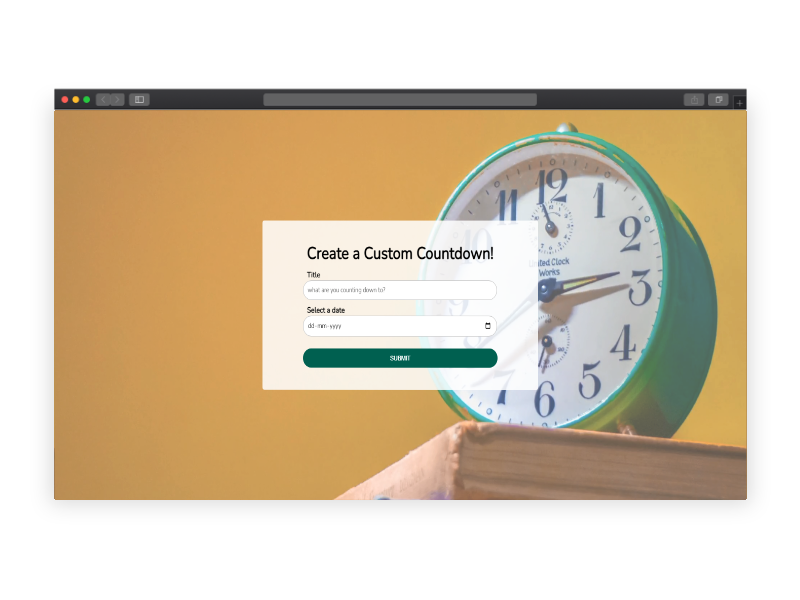 Create a Custom Countdown!
Title
what are you counting down to?
Select a date
dd-mm-yyyy
SUBMIT
11 12 1
2
3
4
5
6
7
Clock
Works